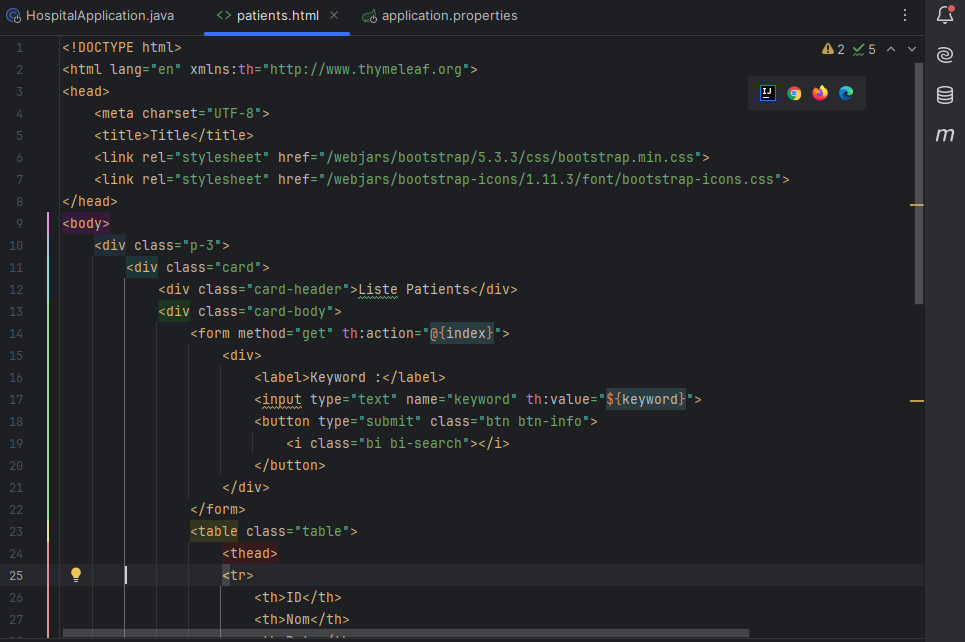 HospitalApplication.java <> patients.html × application.properties
2 5
1 <!DOCTYPE html>
2 <html lang="en" xmlns:th="http://www.thymeleaf.org">
3 <head>
4 <meta charset="UTF-8">
5 <title>Title</title>
6 <link rel="stylesheet" href="/webjars/bootstrap/5.3.3/css/bootstrap.min.css">
7 <link rel="stylesheet" href="/webjars/bootstrap-icons/1.11.3/font/bootstrap-icons.css">
8 </head>
9 <body>
10 <div class="p-3">
11 <div class="card">
12 <div class="card-header">Liste Patients</div>
13 <div class="card-body">
14 <form method="get" th:action="@{index}">
15 <div>
16 <label>Keyword :</label>
17 <input type="text" name="keyword" th:value="${keyword}">
18 <button type="submit" class="btn btn-info">
19 <i class="bi bi-search"></i>
20 </button>
21 </div>
22 </form>
23 <table class="table">
24 <thead>
25 <tr>
26 <th>ID</th>
27 <th>Nom</th>